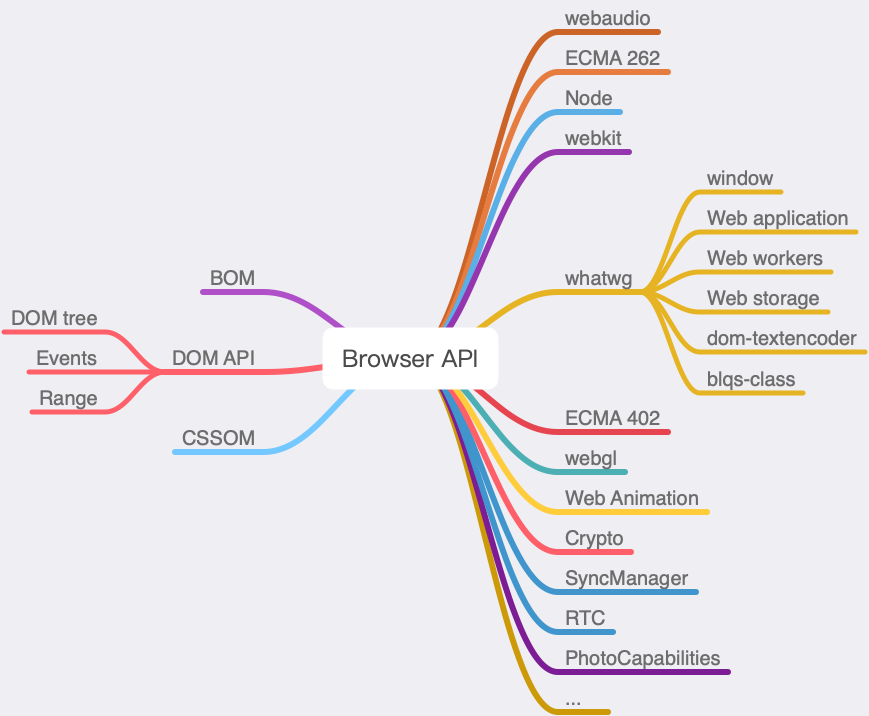 webaudio
ECMA 262
Node
webkit
window
Web application
Web workers
whatwg
Web storage
dom-textencoder
blqs-class
BOM
DOM tree
Events
DOM API
Range
CSSOM
Browser API
ECMA 402
webgl
Web Animation
Crypto
SyncManager
RTC
PhotoCapabilities
...